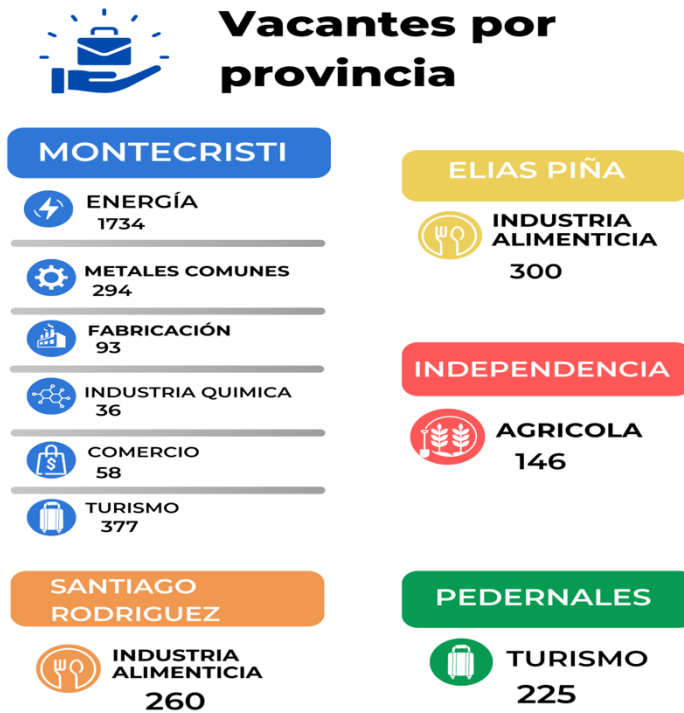 Vacantes por
provincia
MONTECRISTI
ENERGÍA
1734
METALES COMUNES
294
FABRICACIÓN
93
INDUSTRIA QUIMICA
36
COMERCIO
58
TURISMO
377
ELIAS PIÑA
INDUSTRIA
ALIMENTICIA
300
INDEPENDENCIA
AGRICOLA
146
SANTIAGO
RODRIGUEZ
INDUSTRIA
ALIMENTICIA
260
PEDERNALES
TURISMO
225